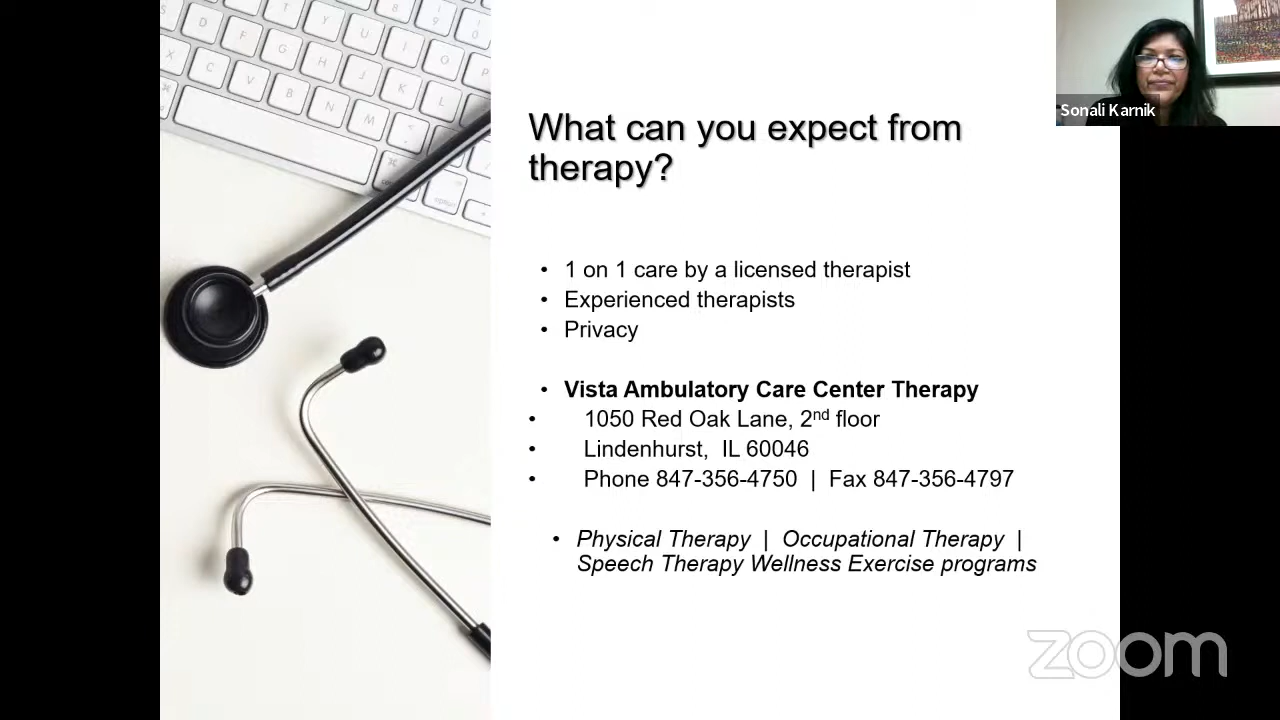 What can you expect from
therapy?
• 1 on 1 care by a licensed therapist
• Experienced therapists
• Privacy
• Vista Ambulatory Care Center Therapy
• 1050 Red Oak Lane, 2nd floor
• Lindenhurst, IL 60046
• Phone 847-356-4750 | Fax 847-356-4797
• Physical Therapy | Occupational Therapy |
Speech Therapy Wellness Exercise programs
Sonali Karnik
zoom